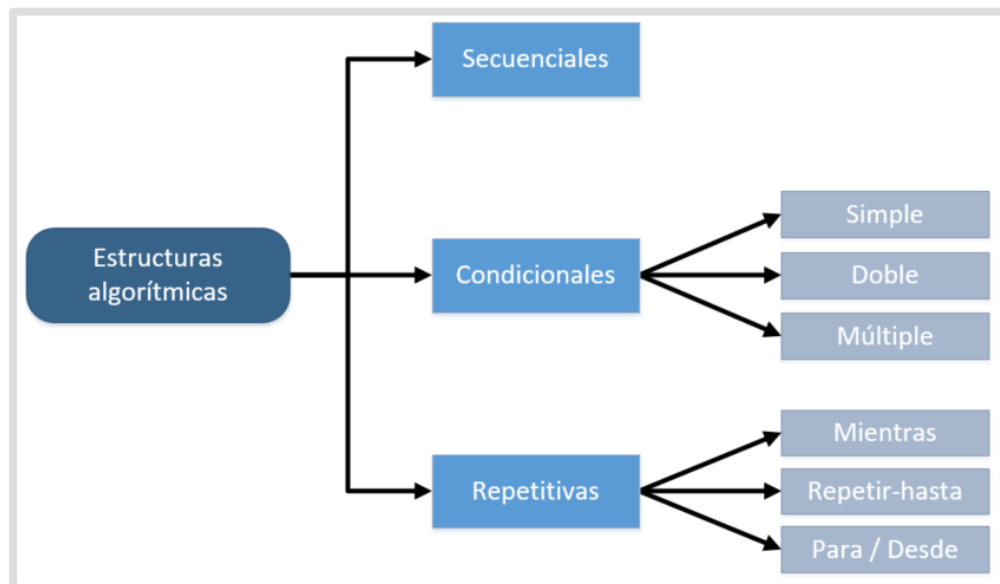 Secuenciales
Estructuras
algorítmicas
Condicionales
Simple
Doble
Múltiple
Repetitivas
Mientras
Repetir-hasta
Para / Desde